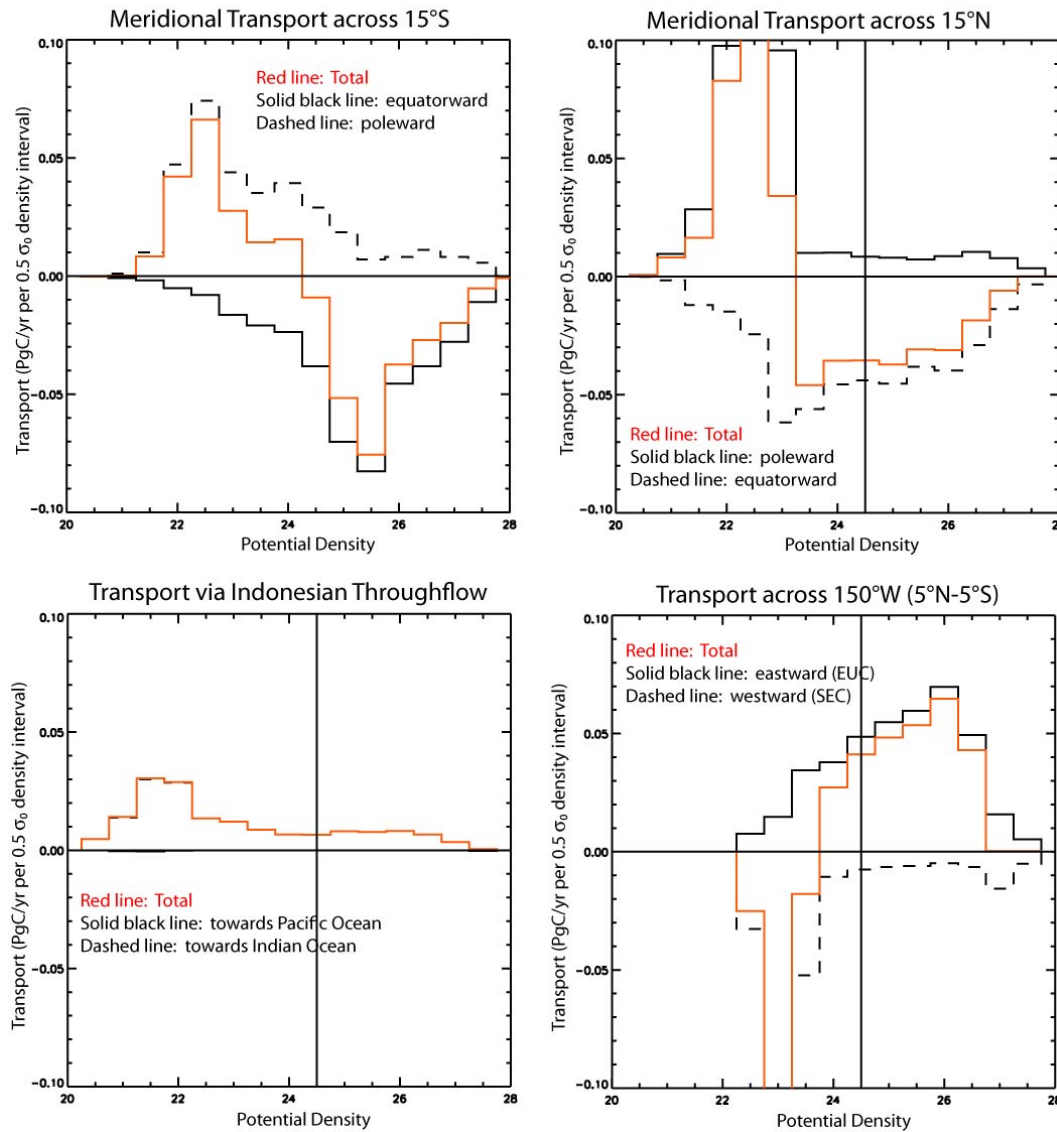 Meridional Transport across 15°S
Transport (PgC/yr per 0.5 σ₀ density interval)
0.10
0.05
0.00
−0.05
−0.10
Red line: Total
Solid black line: equatorward
Dashed line: poleward
20 22 24 26 28
Potential Density
Meridional Transport across 15°N
Transport (PgC/yr per 0.5 σ₀ density interval)
0.10
0.05
0.00
−0.05
−0.10
Red line: Total
Solid black line: poleward
Dashed line: equatorward
20 22 24 26 2
Potential Density
Transport via Indonesian Throughflow
Transport (PgC/yr per 0.5 σ₀ density interval)
0.10
0.05
0.00
−0.05
−0.10
Red line: Total
Solid black line: towards Pacific Ocean
Dashed line: towards Indian Ocean
20 22 24 26 28
Potential Density
Transport across 150°W (5°N-5°S)
Transport (PgC/yr per 0.5 σ₀ density interval)
0.10
0.05
0.00
−0.05
−0.10
Red line: Total
Solid black line: eastward (EUC)
Dashed line: westward (SEC)
20 22 24 26 28
Potential Density